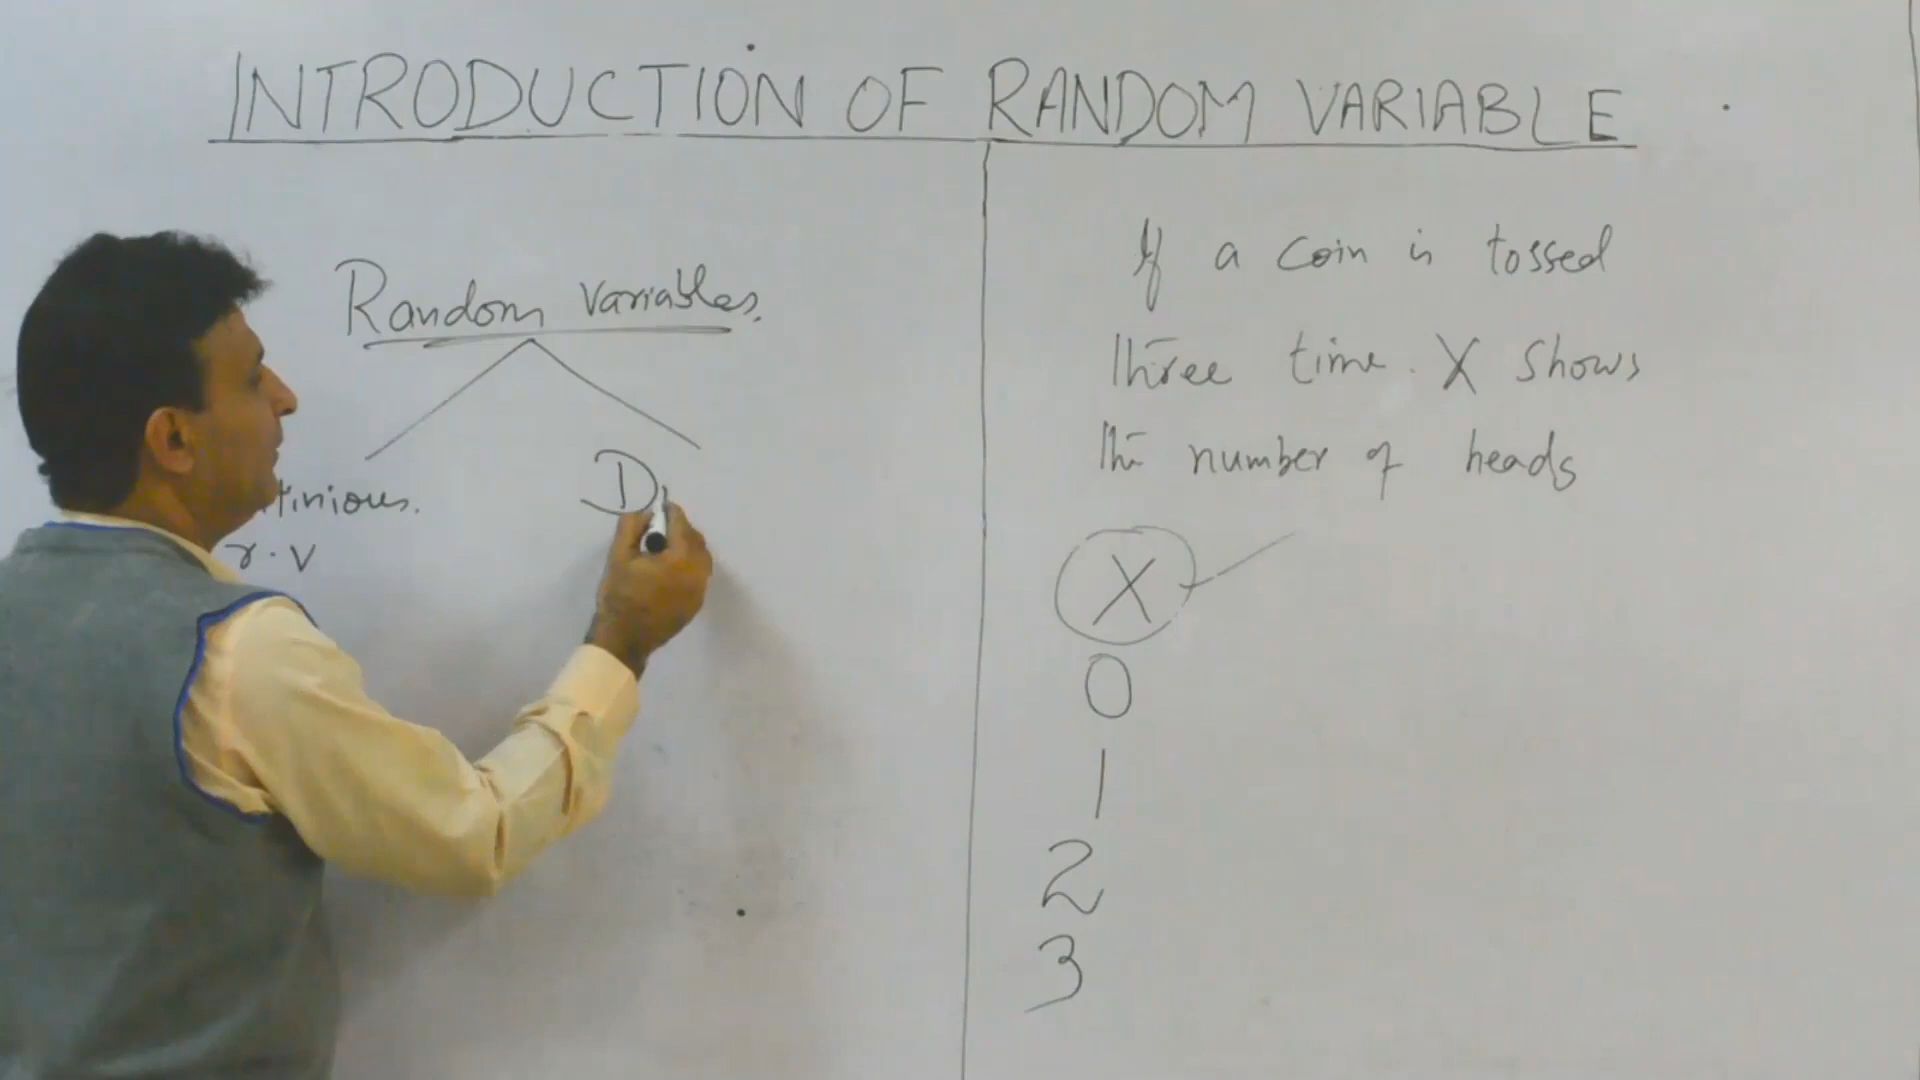 INTRODUCTION OF RANDOM VARIABLE
Random Variables.
tinious.
r.v
D
If a coin is tossed
three time. X shows
the number of heads
X
0
1
2
3